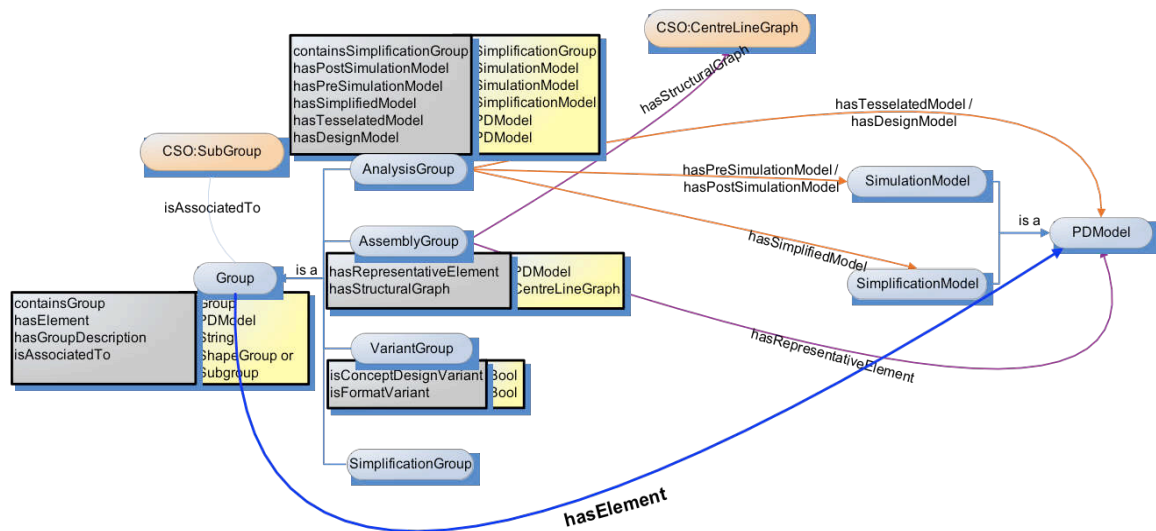 CSO:CentreLineGraph
containsSimplificationGroup
hasPostSimulationModel
hasPreSimulationModel
hasSimplifiedModel
hasTesselatedModel
hasDesignModel
SimplificationGroup
SimulationModel
SimulationModel
SimplificationModel
PDModel
PDModel
hasStructuralGraph
hasTesselatedModel /
hasDesignModel
CSO:SubGroup
AnalysisGroup
hasPreSimulationModel /
hasPostSimulationModel
SimulationModel
isAssociatedTo
is a
PDModel
AssemblyGroup
hasSimplifiedModel
is a
Group
hasRepresentativeElement
hasStructuralGraph
PDModel
CentreLineGraph
SimplificationModel
containsGroup
hasElement
hasGroupDescription
isAssociatedTo
Group
PDModel
String
ShapeGroup or
Subgroup
VariantGroup
hasRepresentativeElement
isConceptDesignVariant
isFormatVariant
Bool
Bool
SimplificationGroup
hasElement